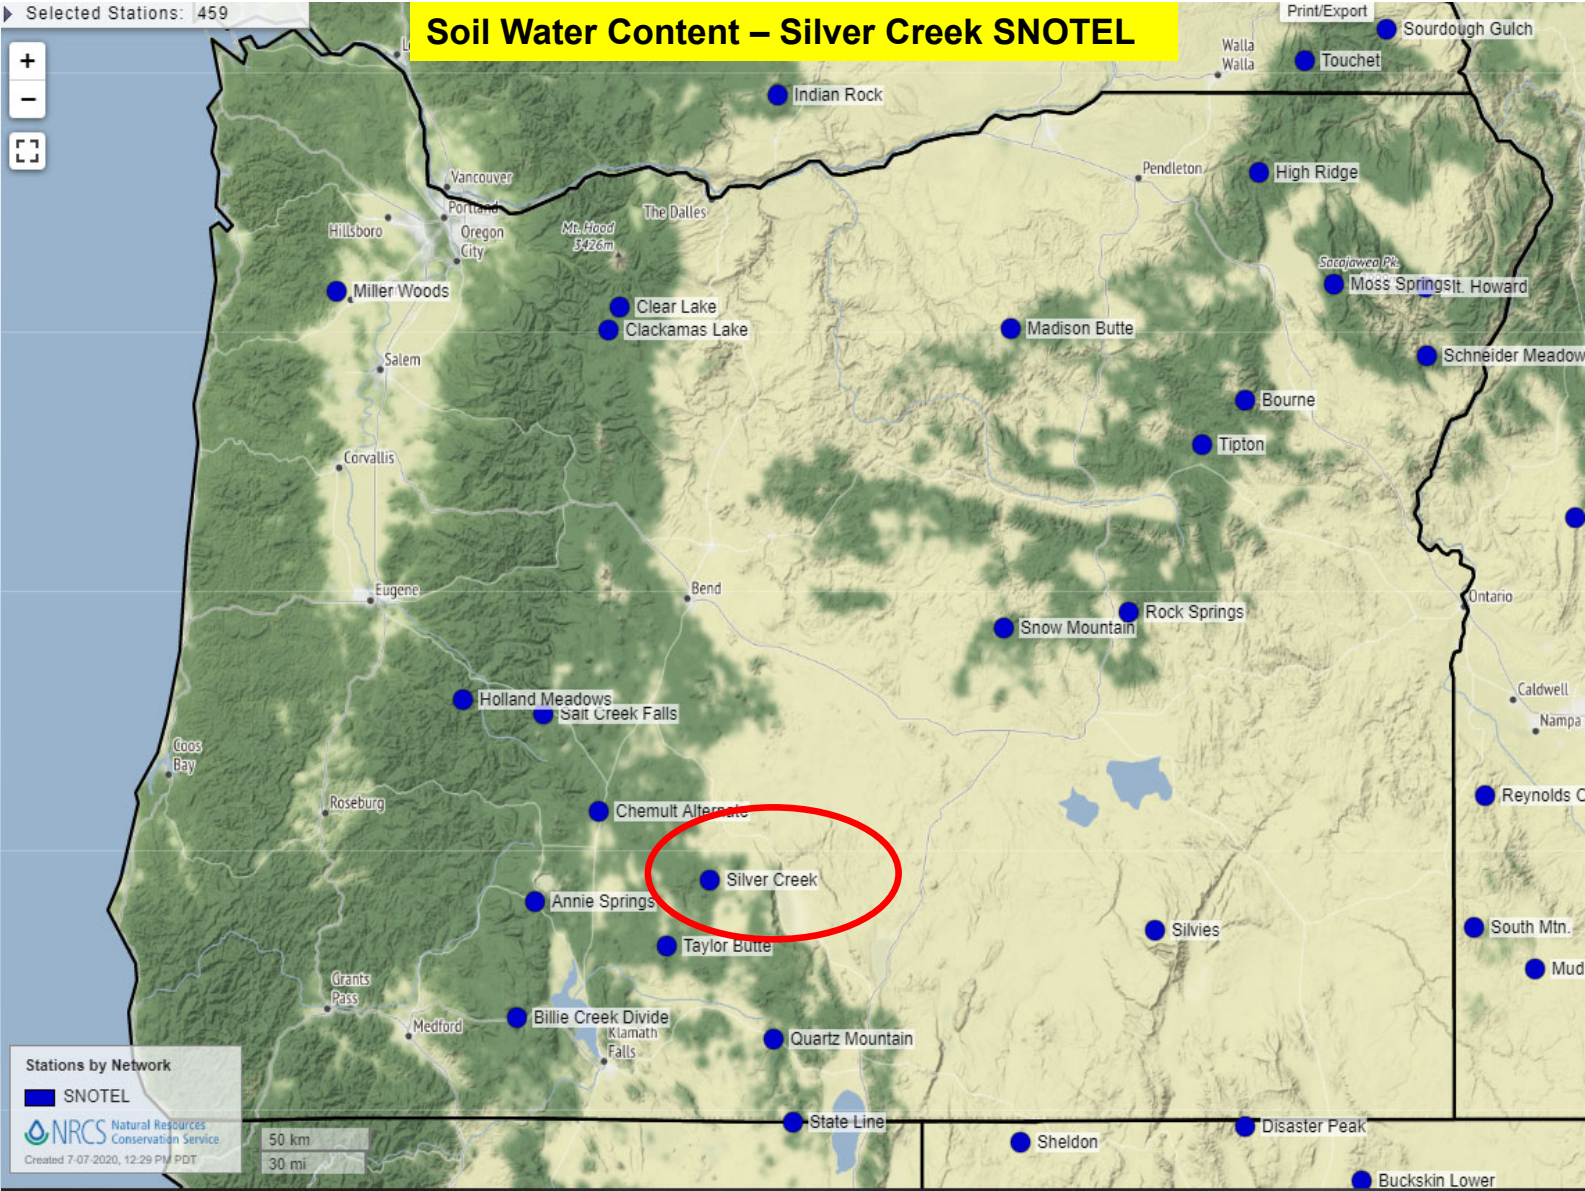 Selected Stations: 459
Soil Water Content – Silver Creek SNOTEL
Print/Export
Sourdough Gulch
Walla
Walla
Touchet
Indian Rock
Pendleton
High Ridge
Vancouver
Portland
The Dalles
Hillsboro
Oregon
City
Mt. Hood
3426m
Sacajawea Pk.
Miller Woods
Moss Springs
t. Howard
Clear Lake
Clackamas Lake
Madison Butte
Salem
Schneider Meadow
Bourne
Tipton
Corvallis
Eugene
Bend
Ontario
Rock Springs
Snow Mountain
Holland Meadows
Salt Creek Falls
Caldwell
Nampa
Coos
Bay
Roseburg
Chemult Alternate
Reynolds C
Silver Creek
Annie Springs
Silvies
South Mtn.
Taylor Butte
Mud
Grants
Pass
Medford
Billie Creek Divide
Klamath
Falls
Quartz Mountain
Stations by Network
SNOTEL
NRCS Natural Resources
Conservation Service
Created 7-07-2020, 12:29 PM PDT
50 km
30 mi
State Line
Sheldon
Disaster Peak
Buckskin Lower